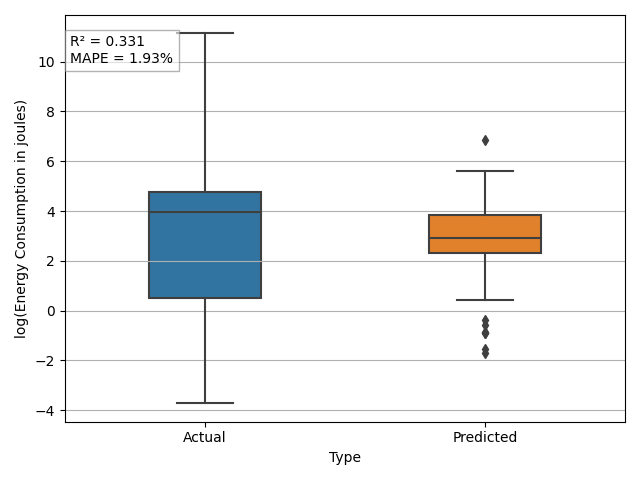 R² = 0.331
MAPE = 1.93%
log(Energy Consumption in joules)
10
8
6
4
2
0
−2
−4
Actual
Predicted
Type